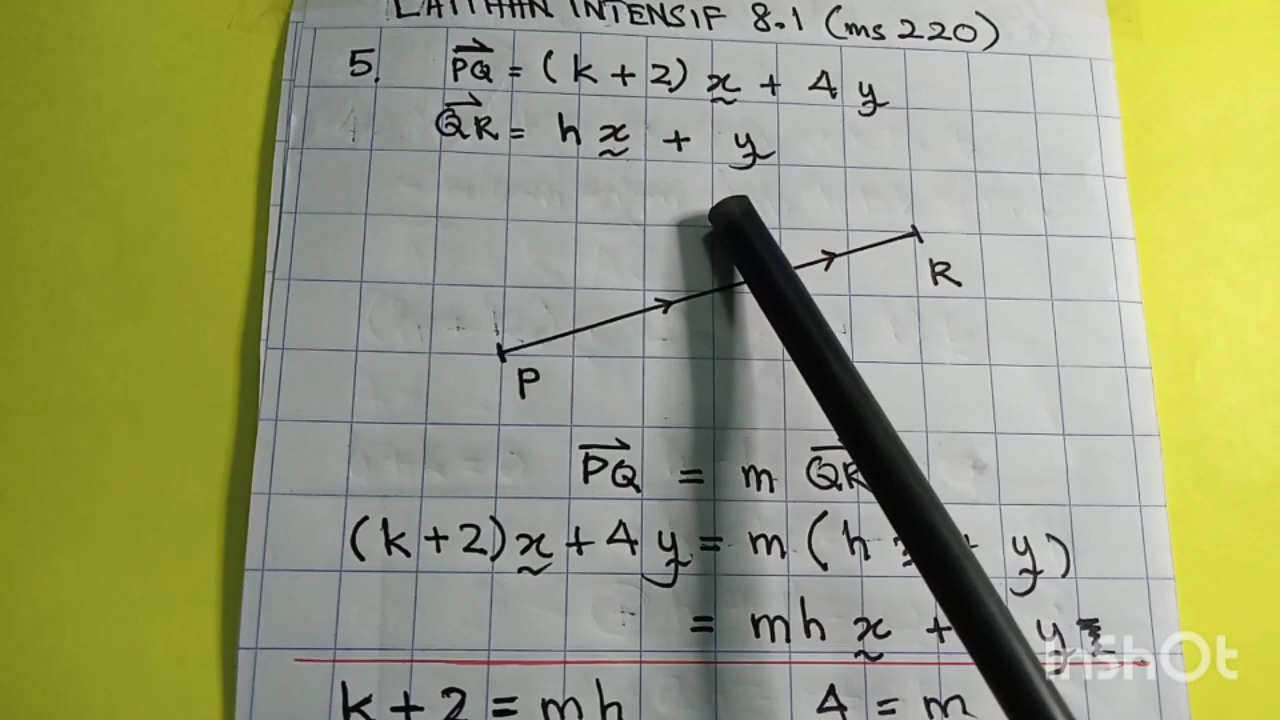 LATIHAN INTENSIF 8.1 (ms 220)
5. PQ = (k + 2) x + 4 y
QR = h x + y
R
P
PQ = m QR
(k + 2) x + 4 y = m (h + y)
= mh x + y
k + 2 = mh 4 = m
InshOt